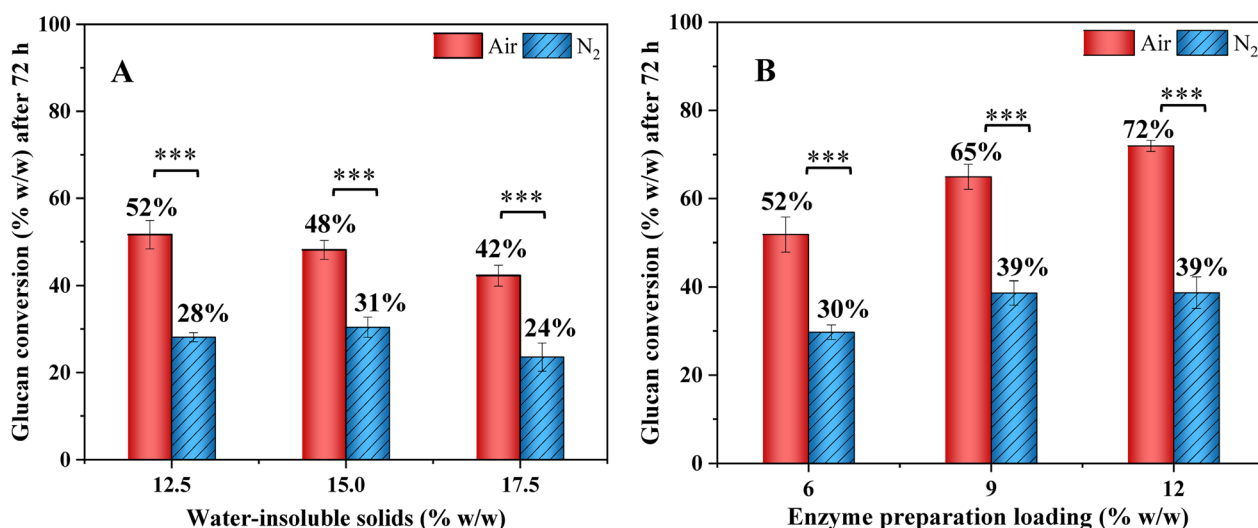 A
Air N₂
Glucan conversion (% w/w) after 72 h
100
80
60
40
20
0
*** *** ***
52% 28% 48% 31% 42% 24%
12.5 15.0 17.5
Water-insoluble solids (% w/w)
B
Air N₂
Glucan conversion (% w/w) after 72 h
100
80
60
40
20
0
*** *** ***
52% 30% 65% 39% 72% 39%
6 9 12
Enzyme preparation loading (% w/w)